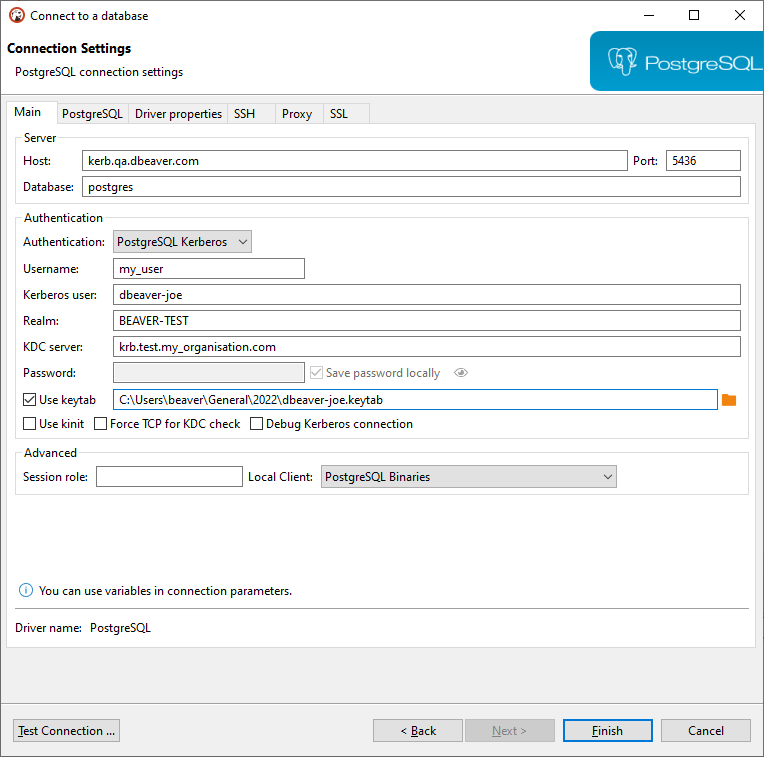 Connect to a database
Connection Settings
PostgreSQL connection settings
PostgreSQL
Main PostgreSQL Driver properties SSH Proxy SSL
Server
Host: kerb.qa.dbeaver.com Port: 5436
Database: postgres
Authentication
Authentication: PostgreSQL Kerberos
Username: my_user
Kerberos user: dbeaver-joe
Realm: BEAVER-TEST
KDC server: krb.test.my_organisation.com
Password: Save password locally
Use keytab C:\Users\beaver\General\2022\dbeaver-joe.keytab
Use kinit Force TCP for KDC check Debug Kerberos connection
Advanced
Session role: Local Client: PostgreSQL Binaries
You can use variables in connection parameters.
Driver name: PostgreSQL
Test Connection ... < Back Next > Finish Cancel